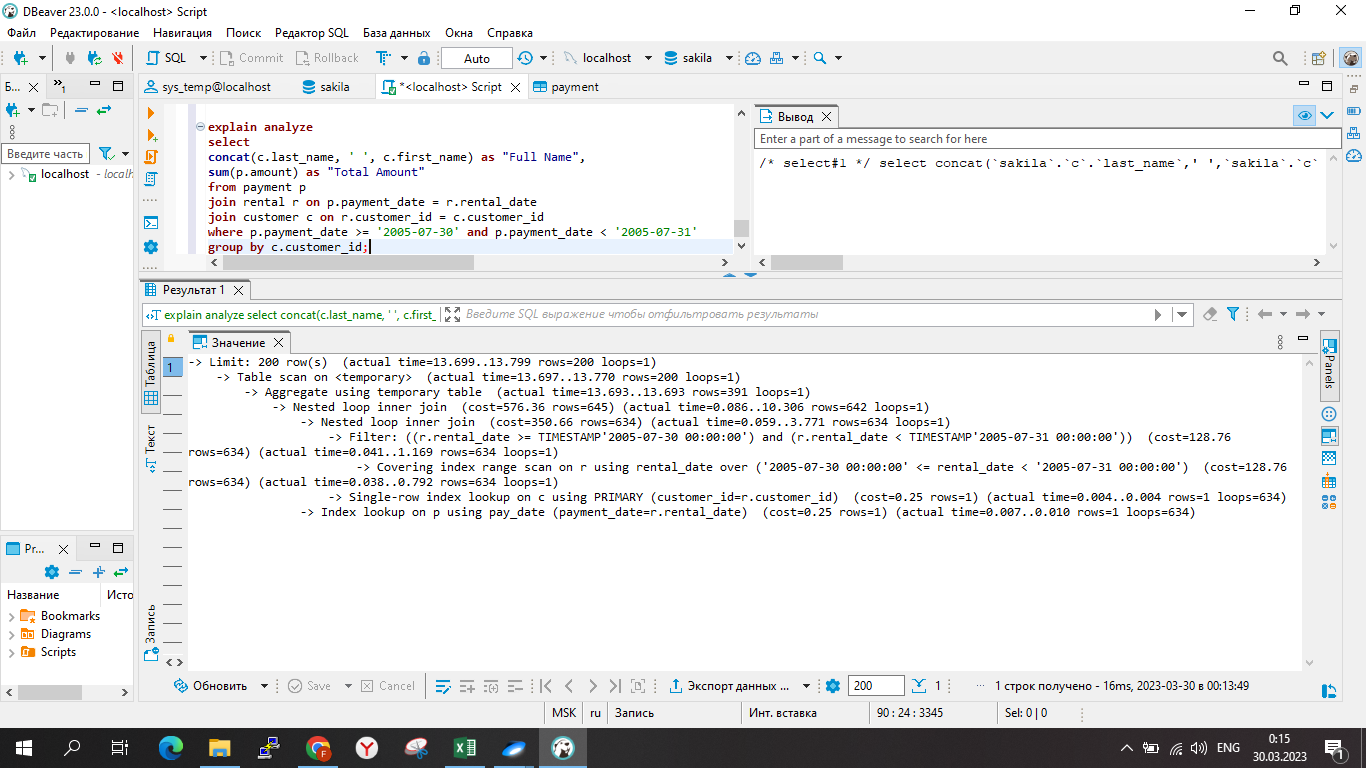 DBeaver 23.0.0 - <localhost> Script
Файл Редактирование Навигация Поиск Редактор SQL База данных Окна Справка
SQL Commit Rollback Auto localhost sakila
Б... 1 sys_temp@localhost sakila *<localhost> Script payment
Введите часть
localhost - localh
explain analyze
select
concat(c.last_name, ' ', c.first_name) as "Full Name",
sum(p.amount) as "Total Amount"
from payment p
join rental r on p.payment_date = r.rental_date
join customer c on r.customer_id = c.customer_id
where p.payment_date >= '2005-07-30' and p.payment_date < '2005-07-31'
group by c.customer_id;
Вывод
Enter a part of a message to search for here
/* select#1 */ select concat(`sakila`.`c`.`last_name`,' ',`sakila`.`c`
Результат 1
explain analyze select concat(c.last_name, ' ', c.first_ Введите SQL выражение чтобы отфильтровать результаты
Таблица
Текст
Запись
Значение
1
-> Limit: 200 row(s)  (actual time=13.699..13.799 rows=200 loops=1)
-> Table scan on <temporary>  (actual time=13.697..13.770 rows=200 loops=1)
-> Aggregate using temporary table  (actual time=13.693..13.693 rows=391 loops=1)
-> Nested loop inner join  (cost=576.36 rows=645) (actual time=0.086..10.306 rows=642 loops=1)
-> Nested loop inner join  (cost=350.66 rows=634) (actual time=0.059..3.771 rows=634 loops=1)
-> Filter: ((r.rental_date >= TIMESTAMP'2005-07-30 00:00:00') and (r.rental_date < TIMESTAMP'2005-07-31 00:00:00'))  (cost=128.76
rows=634) (actual time=0.041..1.169 rows=634 loops=1)
-> Covering index range scan on r using rental_date over ('2005-07-30 00:00:00' <= rental_date < '2005-07-31 00:00:00')  (cost=128.76
rows=634) (actual time=0.038..0.792 rows=634 loops=1)
-> Single-row index lookup on c using PRIMARY (customer_id=r.customer_id)  (cost=0.25 rows=1) (actual time=0.004..0.004 rows=1 loops=634)
-> Index lookup on p using pay_date (payment_date=r.rental_date)  (cost=0.25 rows=1) (actual time=0.007..0.010 rows=1 loops=634)
Panels
Pr...
Название Исто
Bookmarks
Diagrams
Scripts
Обновить Save Cancel Экспорт данных ... 200 1 ... 1 строк получено - 16ms, 2023-03-30 в 00:13:49
MSK ru Запись Инт. вставка 90 : 24 : 3345 Sel: 0 | 0
ENG 0:15
30.03.2023
1